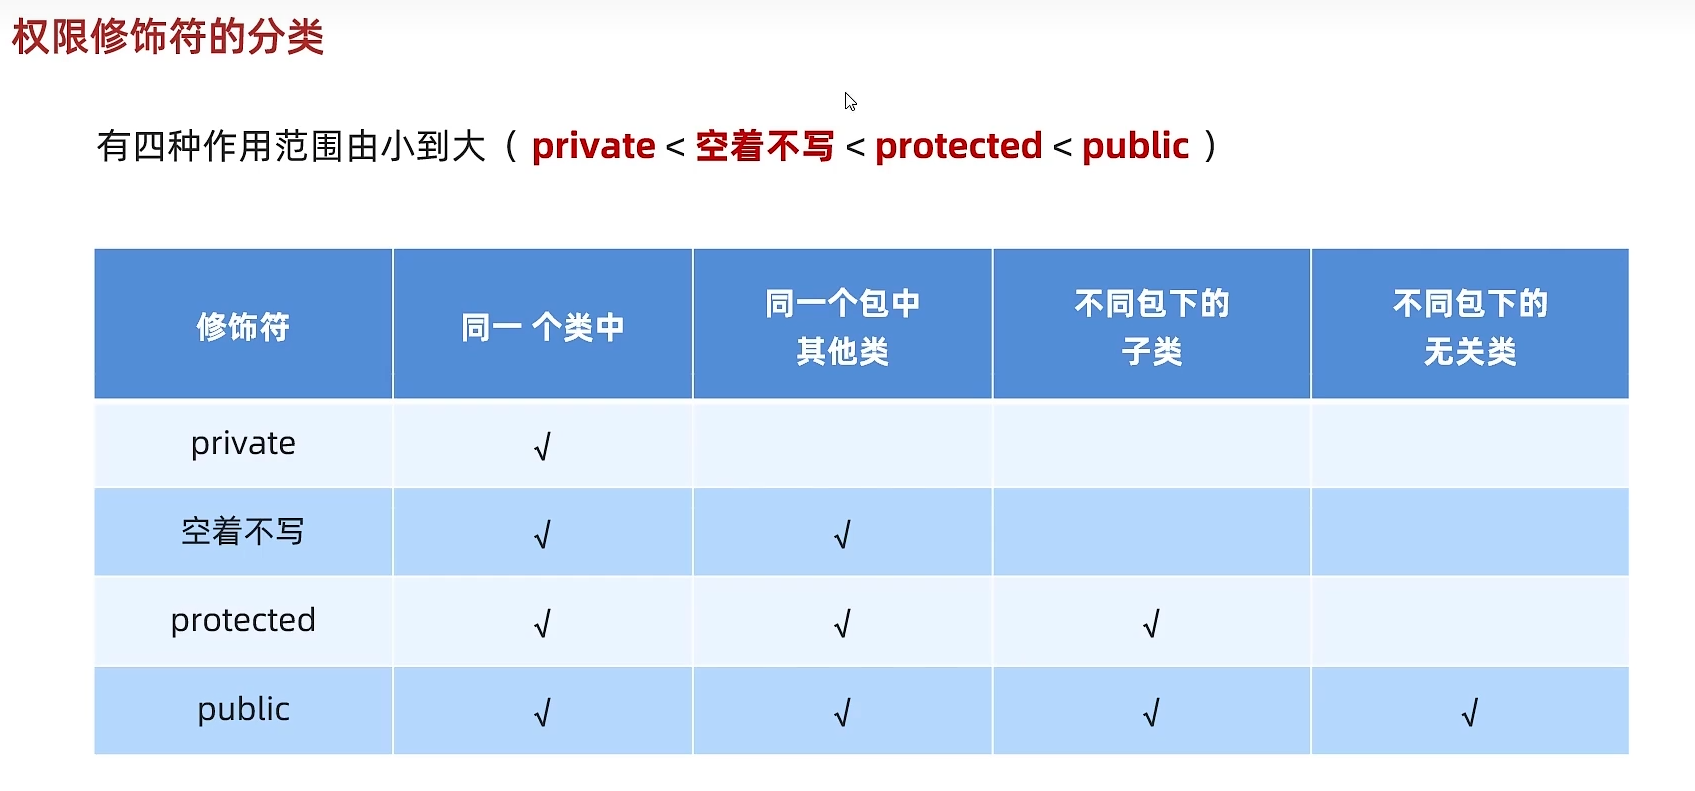 权限修饰符的分类
有四种作用范围由小到大（ private < 空着不写 < protected < public ）
修饰符 同一 个类中 同一个包中其他类 不同包下的子类 不同包下的无关类
private √
空着不写 √ √
protected √ √ √
public √ √ √ √